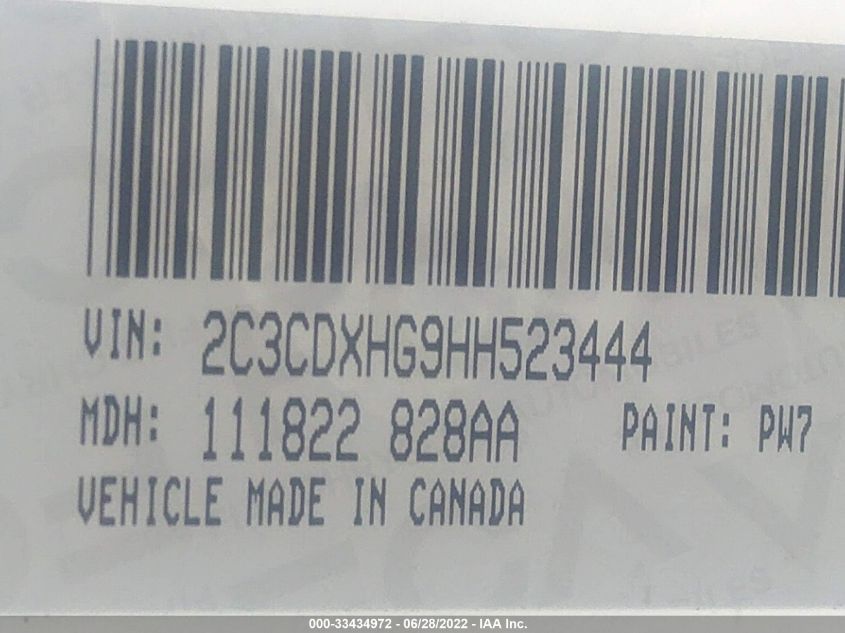 VIN: 2C3CDXHG9HH523444
MDH: 111822 828AA PAINT: PW7
VEHICLE MADE IN CANADA
000-33434972 - 06/28/2022 - IAA Inc.